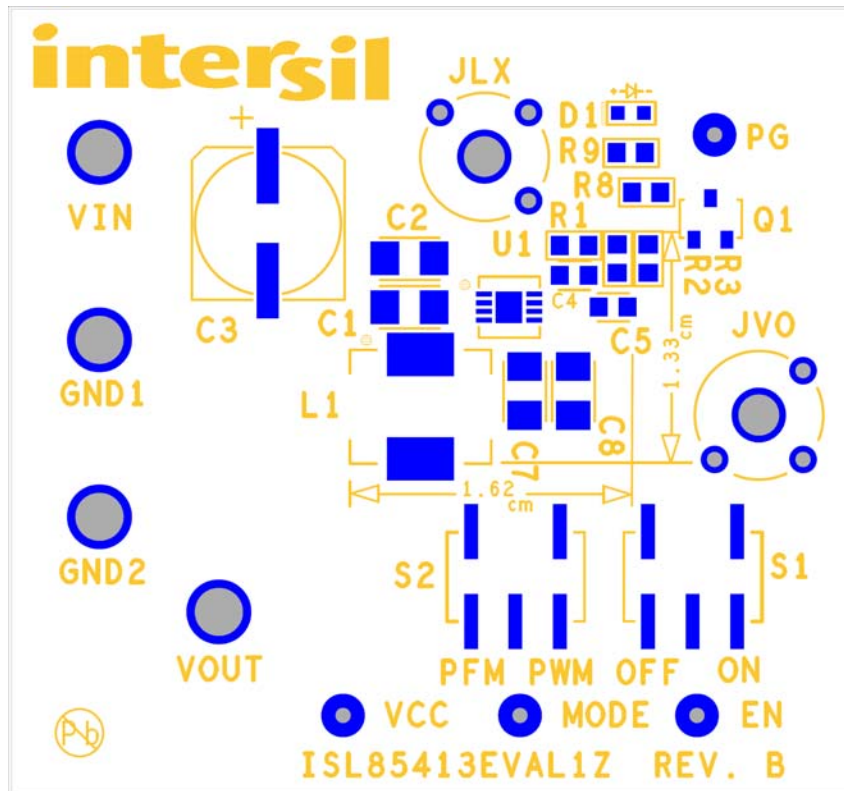 intersil
JLX
+
D1
PG
R9
R8
VIN
C2
R1
U1
Q1
R2
R3
C4
C3
C1
C5
JVO
GND1
L1
1.33 cm
C7
C8
1.62 cm
GND2
S2
S1
VOUT
PFM PWM OFF ON
VCC
MODE
EN
Pb
ISL85413EVAL1Z REV. B